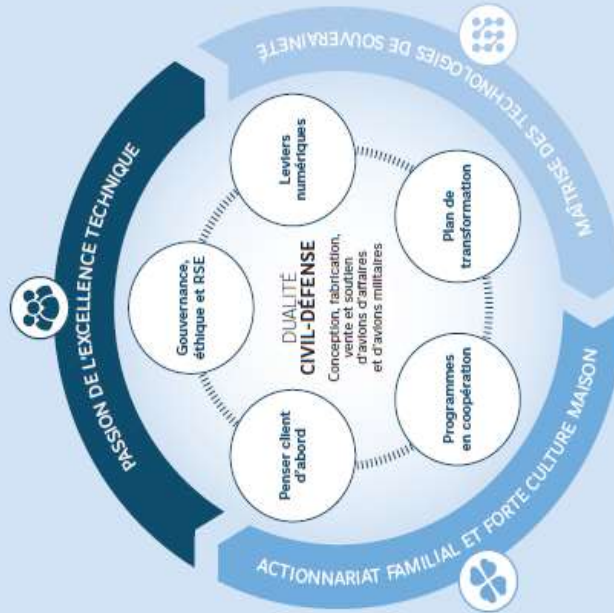 PASSION DE L'EXCELLENCE TECHNIQUE
MAÎTRISE DES TECHNOLOGIES DE SOUVERAINETÉ
ACTIONNARIAT FAMILIAL ET FORTE CULTURE MAISON
Gouvernance,
éthique et RSE
Leviers
numériques
Plan de
transformation
Programmes
en coopération
Penser client
d'abord
DUALITÉ
CIVIL-DÉFENSE
Conception, fabrication,
vente et soutien
d'avions d'affaires
et d'avions militaires